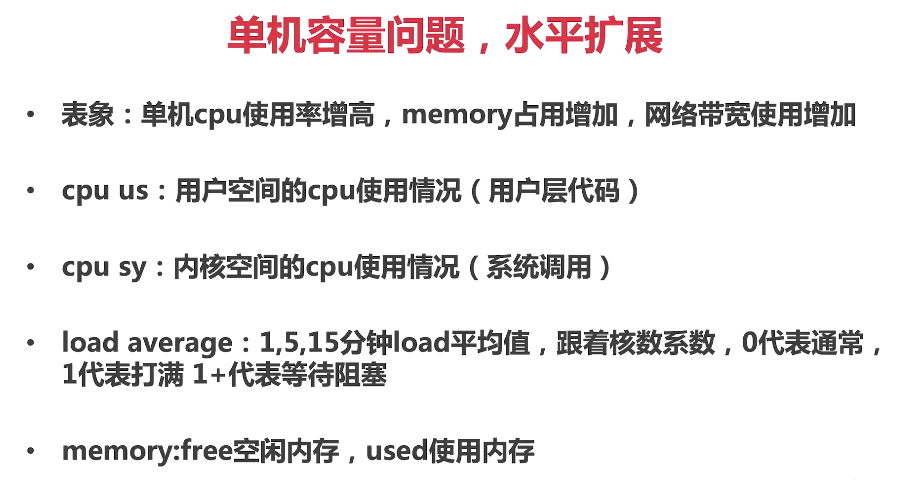 单机容量问题，水平扩展
• 表象：单机cpu使用率增高，memory占用增加，网络带宽使用增加
• cpu us：用户空间的cpu使用情况（用户层代码）
• cpu sy：内核空间的cpu使用情况（系统调用）
• load average：1,5,15分钟load平均值，跟着核数系数，0代表通常，
1代表打满 1+代表等待阻塞
• memory:free空闲内存，used使用内存